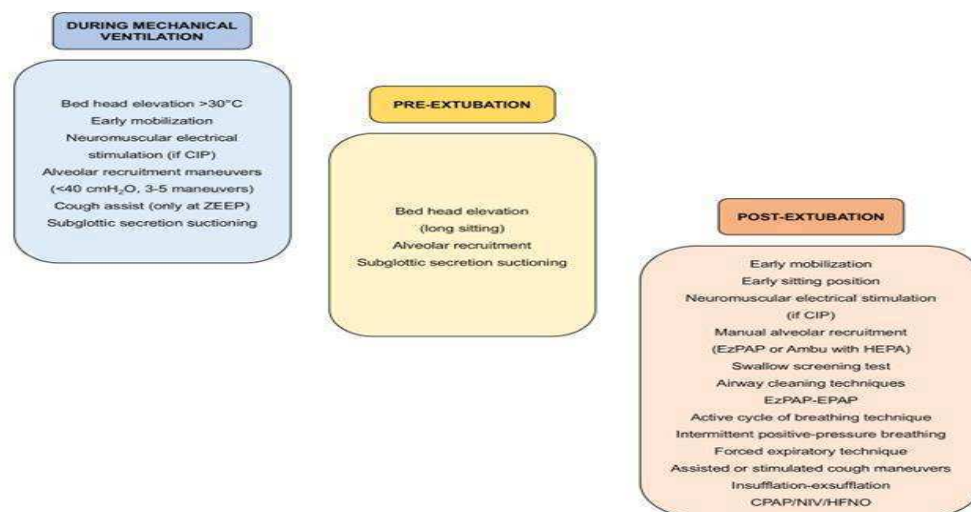 DURING MECHANICAL
VENTILATION
Bed head elevation >30°C
Early mobilization
Neuromuscular electrical
stimulation (if CIP)
Alveolar recruitment maneuvers
(<40 cmH₂O, 3-5 maneuvers)
Cough assist (only at ZEEP)
Subglottic secretion suctioning
PRE-EXTUBATION
Bed head elevation
(long sitting)
Alveolar recruitment
Subglottic secretion suctioning
POST-EXTUBATION
Early mobilization
Early sitting position
Neuromuscular electrical stimulation
(if CIP)
Manual alveolar recruitment
(EzPAP or Ambu with HEPA)
Swallow screening test
Airway cleaning techniques
EzPAP-EPAP
Active cycle of breathing technique
Intermittent positive-pressure breathing
Forced expiratory technique
Assisted or stimulated cough maneuvers
Insufflation-exsufflation
CPAP/NIV/HFNO